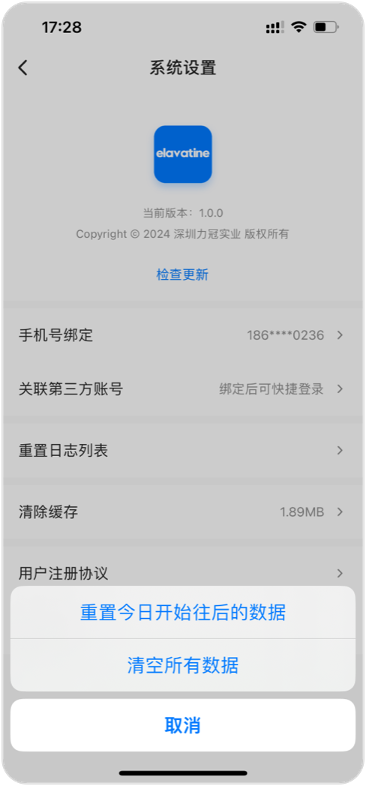 17:28
系统设置
elavatine
当前版本：1.0.0
Copyright © 2024 深圳力冠实业 版权所有
检查更新
手机号绑定 186****0236
关联第三方账号 绑定后可快捷登录
重置日志列表
清除缓存 1.89MB
用户注册协议
重置今日开始往后的数据
清空所有数据
取消